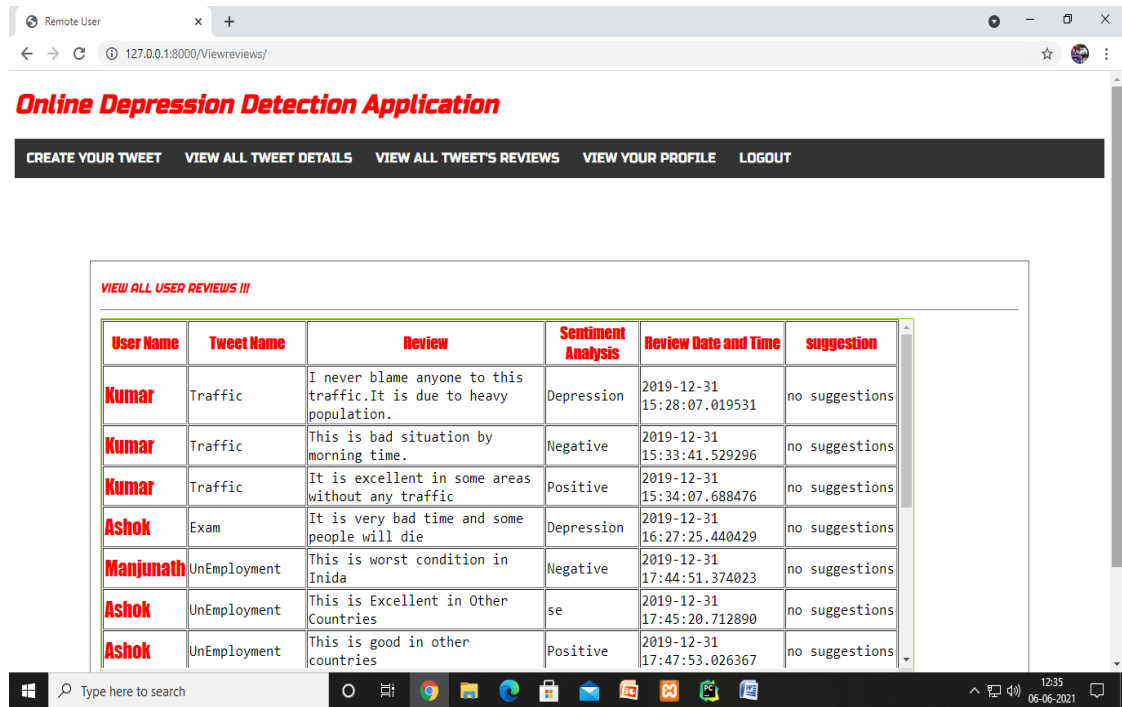 Remote User
127.0.0.1:8000/Viewreviews/
Online Depression Detection Application
CREATE YOUR TWEET VIEW ALL TWEET DETAILS VIEW ALL TWEET'S REVIEWS VIEW YOUR PROFILE LOGOUT
VIEW ALL USER REVIEWS !!!
User Name Tweet Name Review Sentiment Analysis Review Date and Time suggestion
Kumar Traffic I never blame anyone to this traffic.It is due to heavy population. Depression 2019-12-31 15:28:07.019531 no suggestions
Kumar Traffic This is bad situation by morning time. Negative 2019-12-31 15:33:41.529296 no suggestions
Kumar Traffic It is excellent in some areas without any traffic Positive 2019-12-31 15:34:07.688476 no suggestions
Ashok Exam It is very bad time and some people will die Depression 2019-12-31 16:27:25.440429 no suggestions
Manjunath UnEmployment This is worst condition in Inida Negative 2019-12-31 17:44:51.374023 no suggestions
Ashok UnEmployment This is Excellent in Other Countries se 2019-12-31 17:45:20.712890 no suggestions
Ashok UnEmployment This is good in other countries Positive 2019-12-31 17:47:53.026367 no suggestions
Type here to search
12:35
06-06-2021